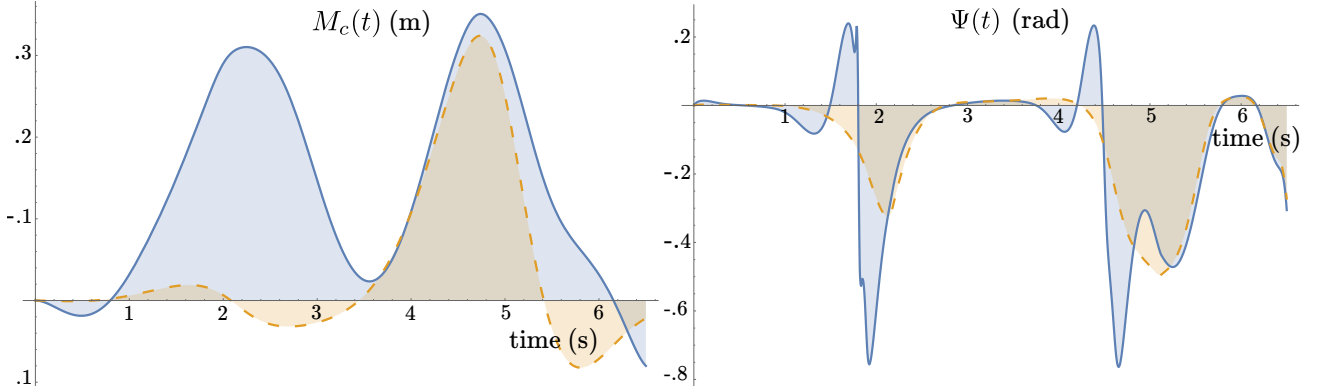 M_c(t) (m)
.3
.2
-.1
.1
1 2 3 4 5 6
time (s)
Ψ(t) (rad)
.2
-.2
-.4
-.6
-.8
1 2 3 4 5 6
time (s)